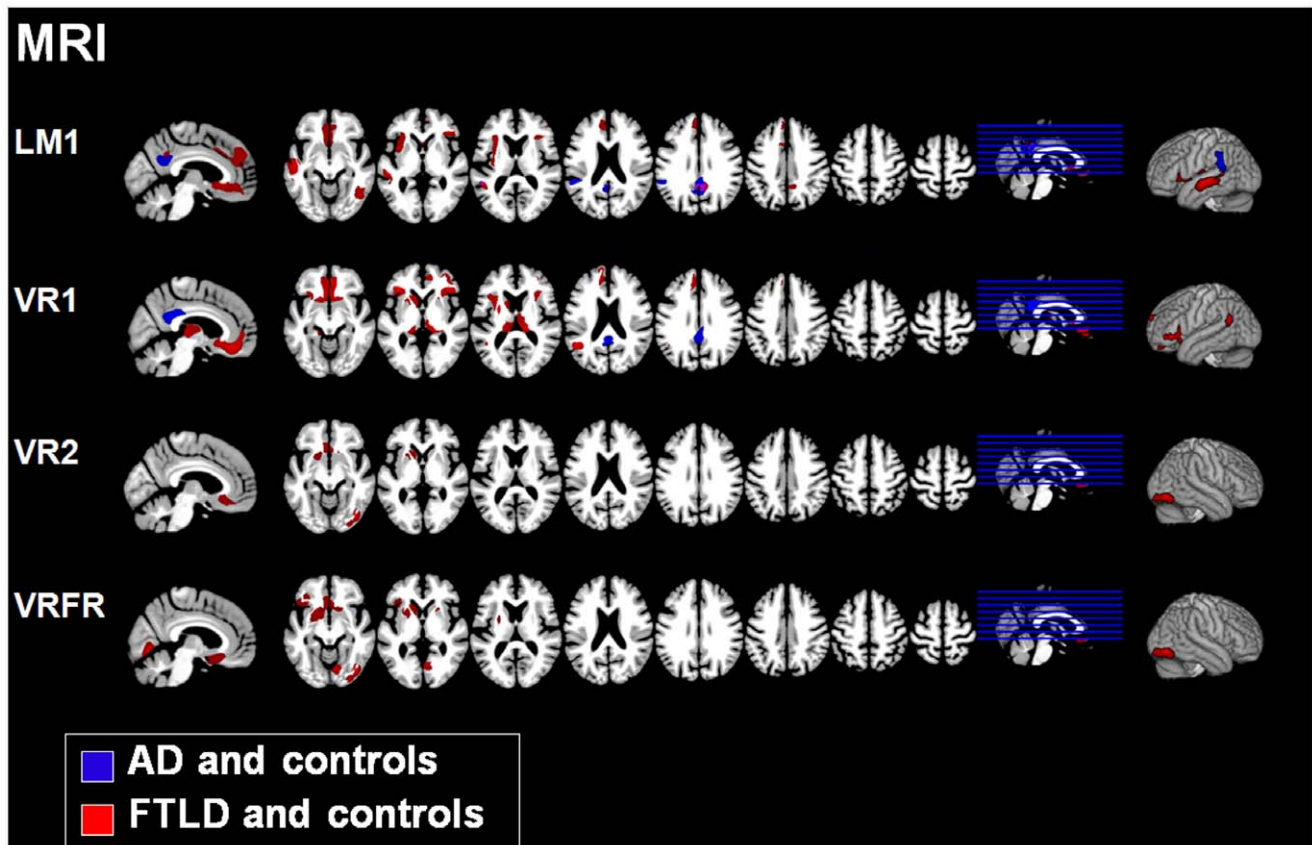 MRI
LM1
VR1
VR2
VRFR
AD and controls
FTLD and controls